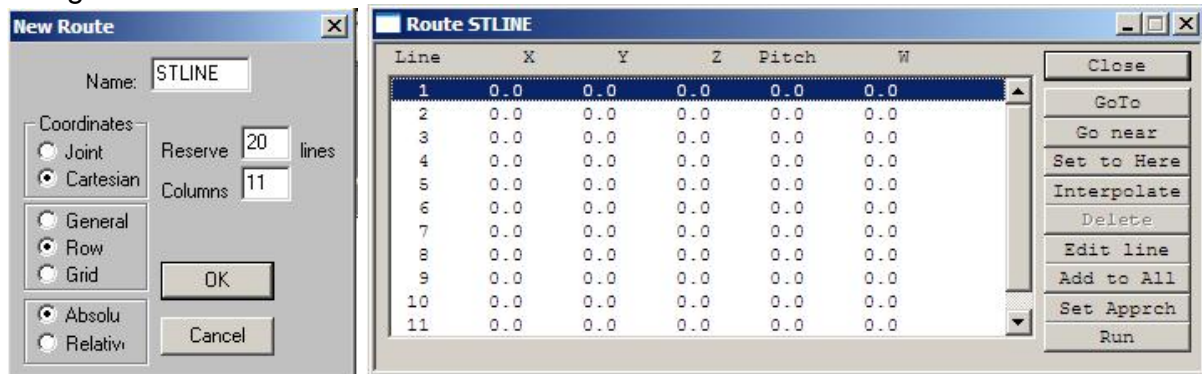 New Route
Name: STLINE
Coordinates
Joint
Cartesian
Reserve 20 lines
Columns 11
General
Row
Grid
OK
Absolu
Relativ
Cancel
Route STLINE
Line X Y Z Pitch W
1 0.0 0.0 0.0 0.0 0.0
2 0.0 0.0 0.0 0.0 0.0
3 0.0 0.0 0.0 0.0 0.0
4 0.0 0.0 0.0 0.0 0.0
5 0.0 0.0 0.0 0.0 0.0
6 0.0 0.0 0.0 0.0 0.0
7 0.0 0.0 0.0 0.0 0.0
8 0.0 0.0 0.0 0.0 0.0
9 0.0 0.0 0.0 0.0 0.0
10 0.0 0.0 0.0 0.0 0.0
11 0.0 0.0 0.0 0.0 0.0
Close
GoTo
Go near
Set to Here
Interpolate
Delete
Edit line
Add to All
Set Apprch
Run